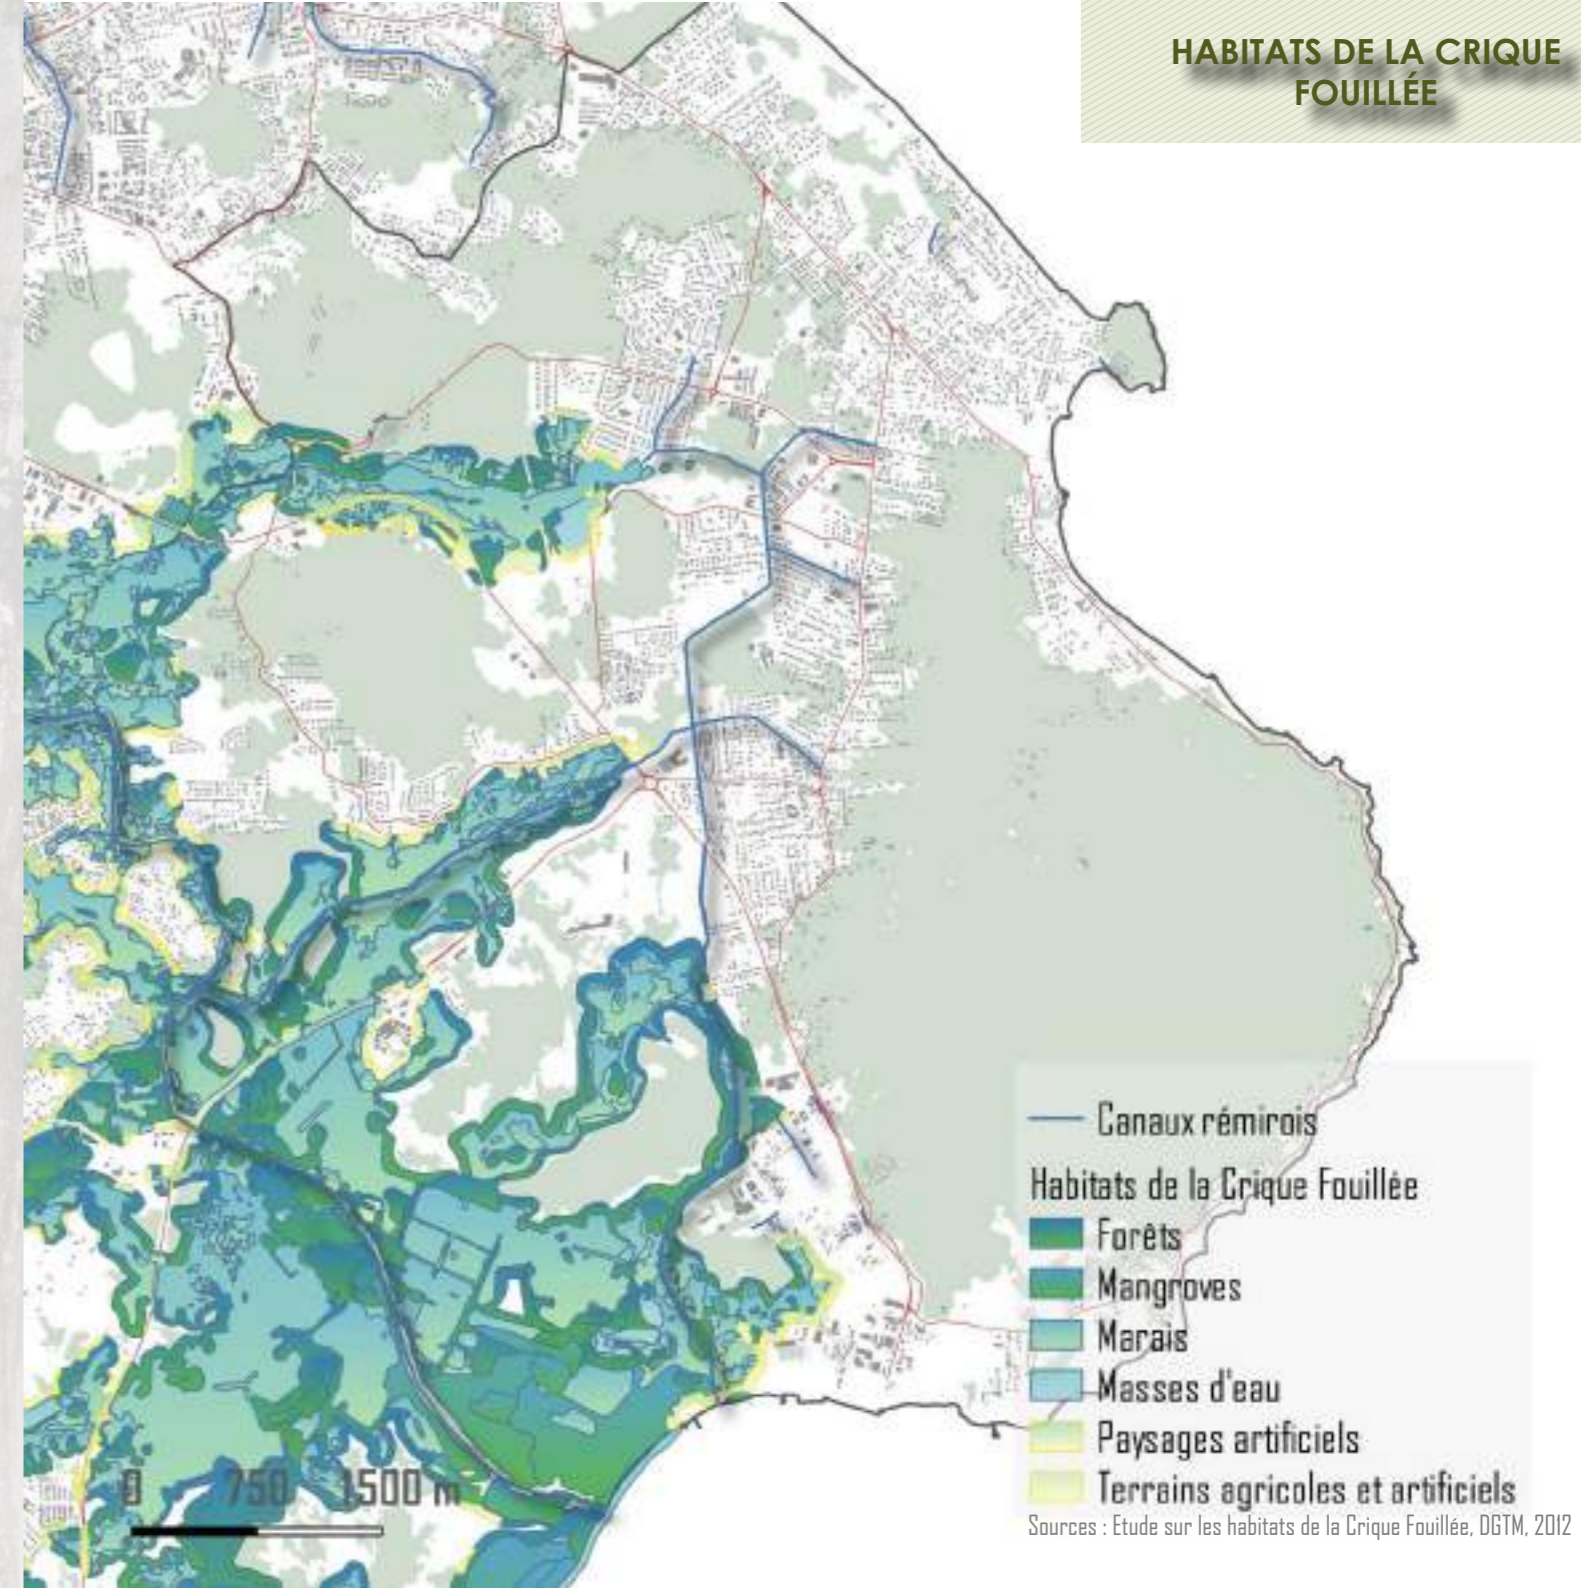 HABITATS DE LA CRIQUE
FOUILLÉE
Canaux rémirois
Habitats de la Crique Fouillée
Forêts
Mangroves
Marais
Masses d'eau
Paysages artificiels
Terrains agricoles et artificiels
Sources : Etude sur les habitats de la Crique Fouillée, DGTM, 2012
0 750 1500 m